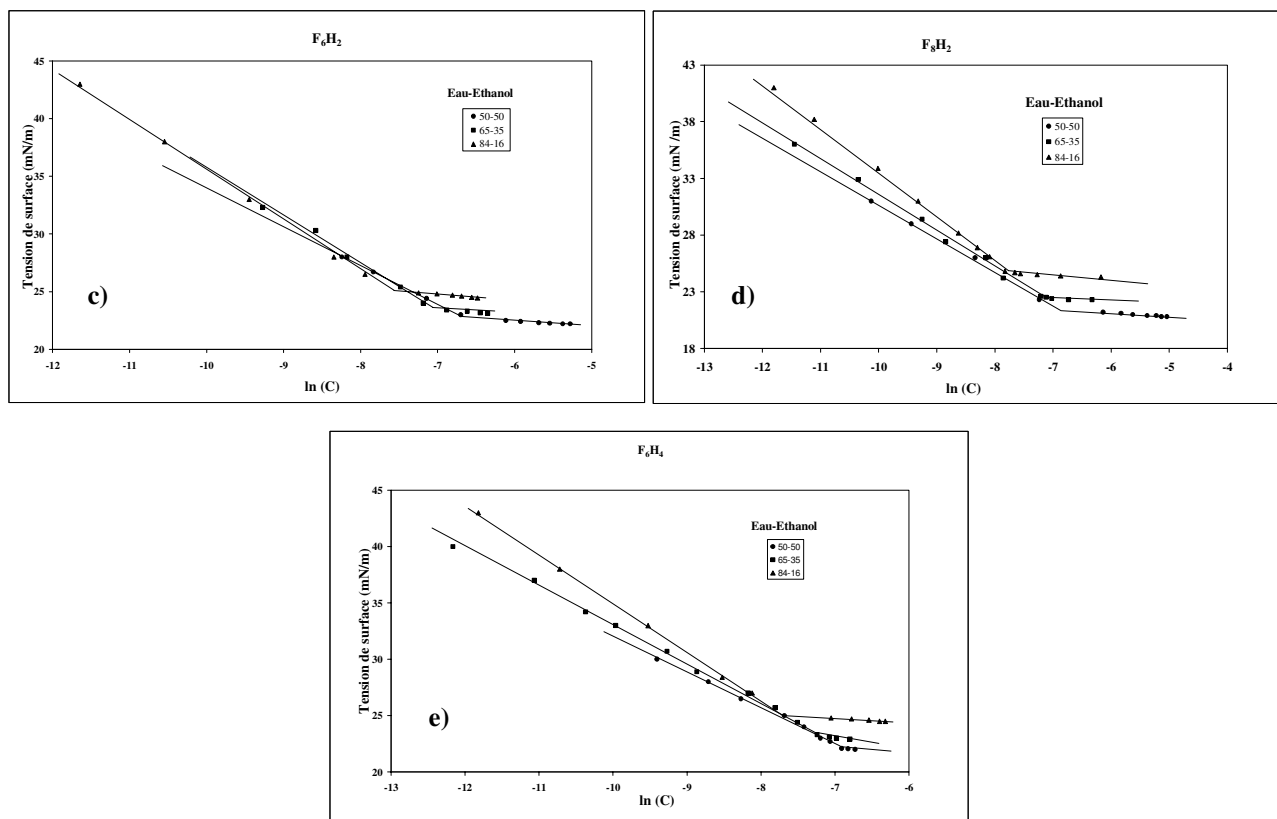 F₆H₂
45
40
35
30
25
20
Tension de surface (mN/m)
Eau-Ethanol
50-50
65-35
84-16
c)
-12 -11 -10 -9 -8 -7 -6 -5
ln (C)
F₈H₂
43
38
33
28
23
18
Tension de surface (mN /m)
Eau-Ethanol
50-50
65-35
84-16
d)
-13 -12 -11 -10 -9 -8 -7 -6 -5 -4
ln (C)
F₆H₄
45
40
35
30
25
20
Tension de surface (mN/m)
Eau-Ethanol
50-50
65-35
84-16
e)
-13 -12 -11 -10 -9 -8 -7 -6
ln (C)